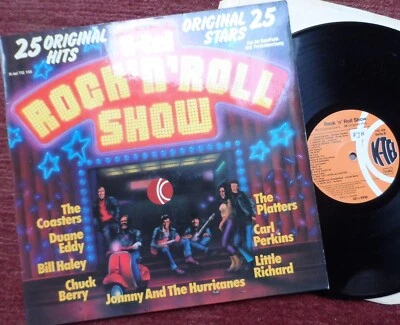 25 ORIGINAL HITS
ORIGINAL 25 STARS
ROCK'N'ROLL
SHOW
The Coasters
Duane Eddy
Bill Haley
Chuck Berry
Johnny And The Hurricanes
The Platters
Carl Perkins
Little Richard
K
Rock 'n' Roll Show
K-TEL